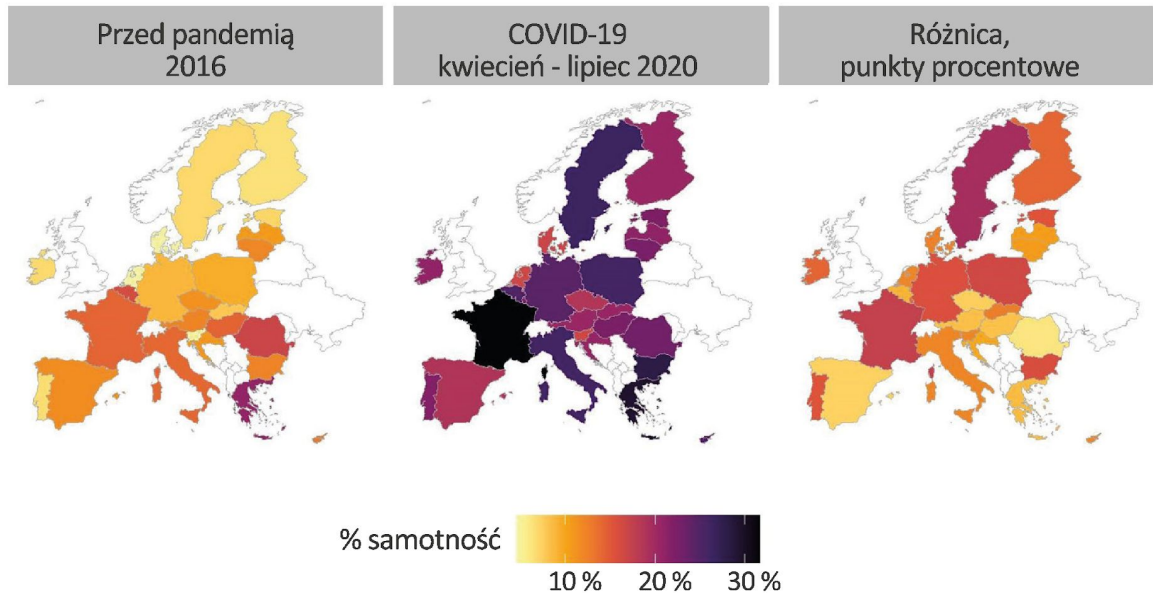 Przed pandemią
2016
COVID-19
kwiecień - lipiec 2020
Różnica,
punkty procentowe
% samotność
10 %
20 %
30 %